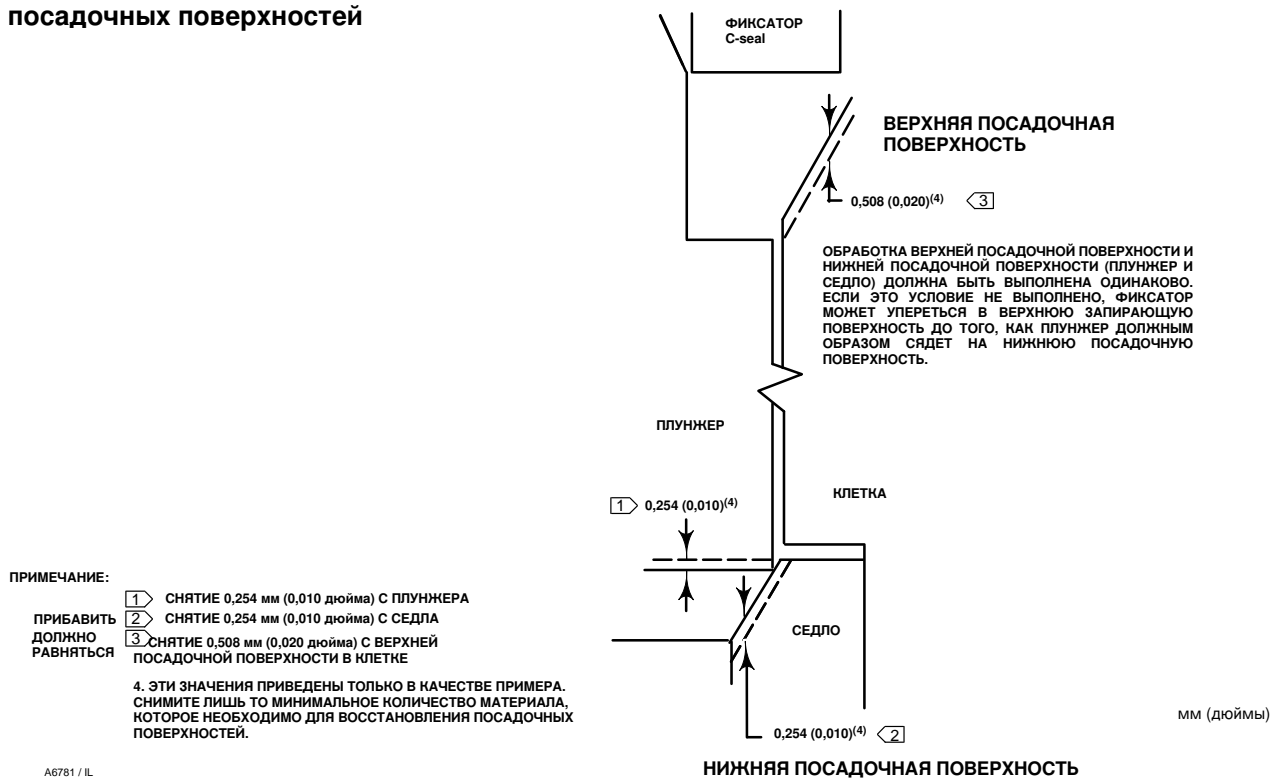 посадочных поверхностей
ФИКСАТОР
C-seal
ВЕРХНЯЯ ПОСАДОЧНАЯ
ПОВЕРХНОСТЬ
0,508 (0,020)(4) 3
ОБРАБОТКА ВЕРХНЕЙ ПОСАДОЧНОЙ ПОВЕРХНОСТИ И
НИЖНЕЙ ПОСАДОЧНОЙ ПОВЕРХНОСТИ (ПЛУНЖЕР И
СЕДЛО) ДОЛЖНА БЫТЬ ВЫПОЛНЕНА ОДИНАКОВО.
ЕСЛИ ЭТО УСЛОВИЕ НЕ ВЫПОЛНЕНО, ФИКСАТОР
МОЖЕТ УПЕРЕТЬСЯ В ВЕРХНЮЮ ЗАПИРАЮЩУЮ
ПОВЕРХНОСТЬ ДО ТОГО, КАК ПЛУНЖЕР ДОЛЖНЫМ
ОБРАЗОМ СЯДЕТ НА НИЖНЮЮ ПОСАДОЧНУЮ
ПОВЕРХНОСТЬ.
ПЛУНЖЕР
КЛЕТКА
1 0,254 (0,010)(4)
СЕДЛО
ПРИМЕЧАНИЕ:
1 СНЯТИЕ 0,254 мм (0,010 дюйма) С ПЛУНЖЕРА
ПРИБАВИТЬ 2 СНЯТИЕ 0,254 мм (0,010 дюйма) С СЕДЛА
ДОЛЖНО
РАВНЯТЬСЯ
3 СНЯТИЕ 0,508 мм (0,020 дюйма) С ВЕРХНЕЙ
ПОСАДОЧНОЙ ПОВЕРХНОСТИ В КЛЕТКЕ
4. ЭТИ ЗНАЧЕНИЯ ПРИВЕДЕНЫ ТОЛЬКО В КАЧЕСТВЕ ПРИМЕРА.
СНИМИТЕ ЛИШЬ ТО МИНИМАЛЬНОЕ КОЛИЧЕСТВО МАТЕРИАЛА,
КОТОРОЕ НЕОБХОДИМО ДЛЯ ВОССТАНОВЛЕНИЯ ПОСАДОЧНЫХ
ПОВЕРХНОСТЕЙ.
мм (дюймы)
0,254 (0,010)(4) 2
НИЖНЯЯ ПОСАДОЧНАЯ ПОВЕРХНОСТЬ
A6781 / IL